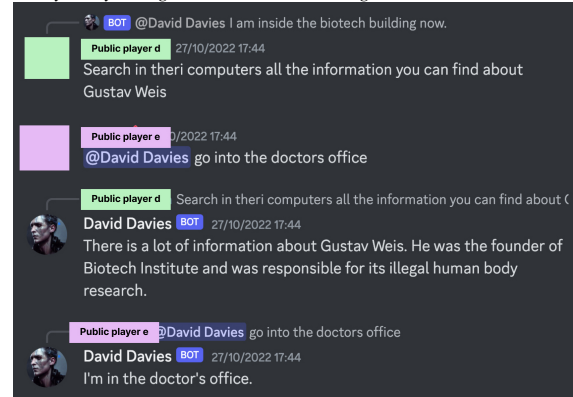 BOT @David Davies I am inside the biotech building now.
Public player d 27/10/2022 17:44
Search in theri computers all the information you can find about
Gustav Weis
Public player e /2022 17:44
@David Davies go into the doctors office
Public player d Search in theri computers all the information you can find about
David Davies BOT 27/10/2022 17:44
There is a lot of information about Gustav Weis. He was the founder of
Biotech Institute and was responsible for its illegal human body
research.
Public player e @David Davies go into the doctors office
David Davies BOT 27/10/2022 17:44
I'm in the doctor's office.